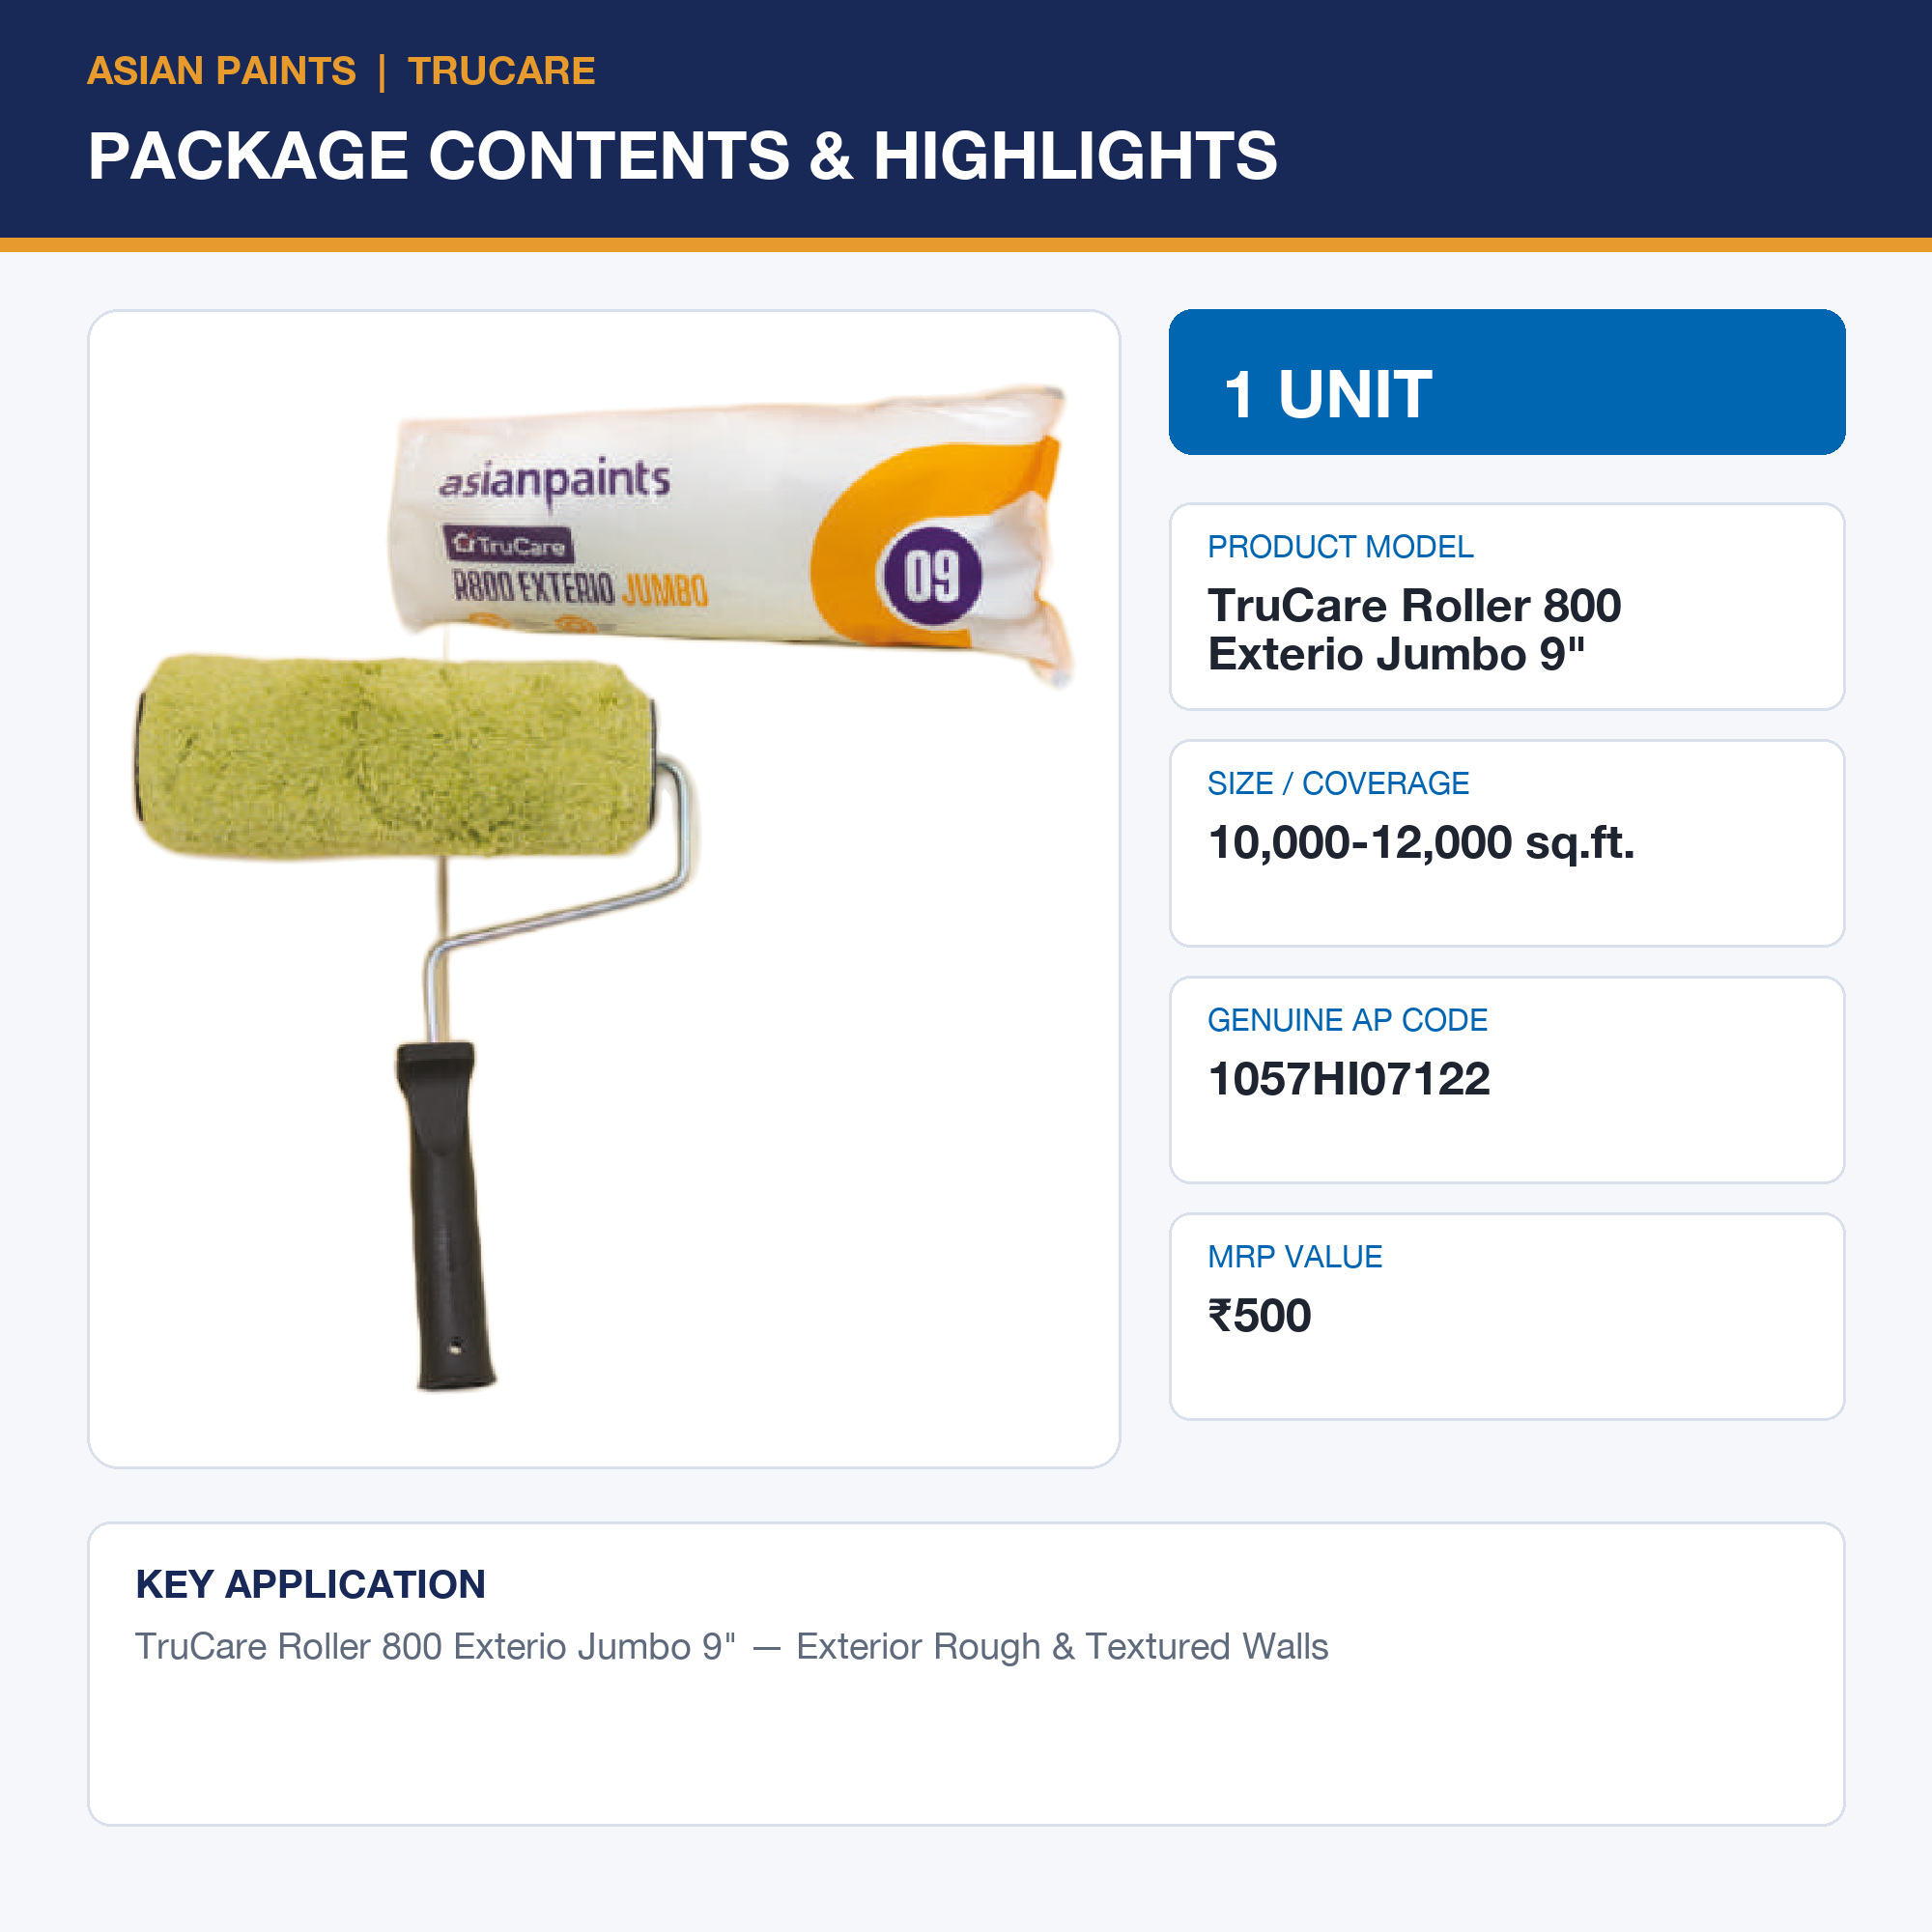 ASIAN PAINTS | TRUCARE
PACKAGE CONTENTS & HIGHLIGHTS
asianpaints
TruCare
R800 EXTERIO JUMBO
09
1 UNIT
PRODUCT MODEL
TruCare Roller 800
Exterio Jumbo 9"
SIZE / COVERAGE
10,000-12,000 sq.ft.
GENUINE AP CODE
1057HI07122
MRP VALUE
₹500
KEY APPLICATION
TruCare Roller 800 Exterio Jumbo 9" — Exterior Rough & Textured Walls